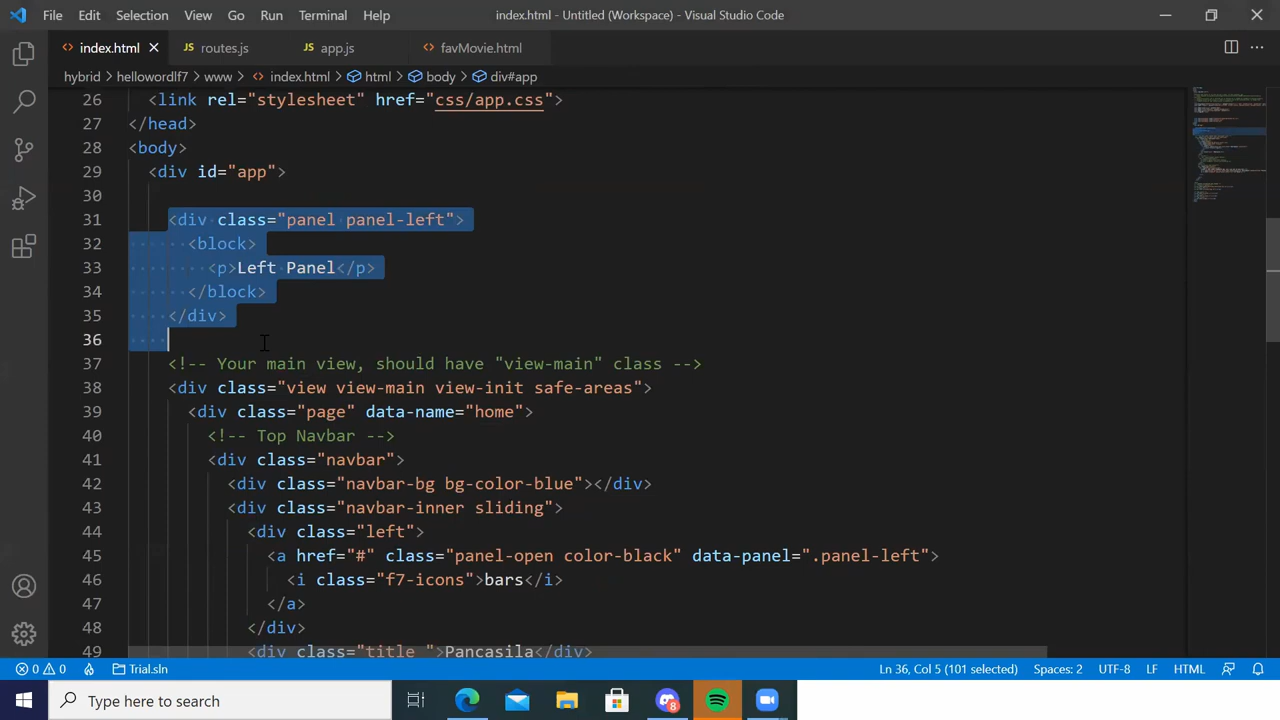 File Edit Selection View Go Run Terminal Help index.html - Untitled (Workspace) - Visual Studio Code
index.html JS routes.js JS app.js favMovie.html
hybrid > hellowordlf7 > www > index.html > html > body > div#app
26 <link rel="stylesheet" href="css/app.css">
27 </head>
28 <body>
29 <div id="app">
30
31 <div class="panel panel-left">
32 <block>
33 <p>Left Panel</p>
34 </block>
35 </div>
36
37 <!-- Your main view, should have "view-main" class -->
38 <div class="view view-main view-init safe-areas">
39 <div class="page" data-name="home">
40 <!-- Top Navbar -->
41 <div class="navbar">
42 <div class="navbar-bg bg-color-blue"></div>
43 <div class="navbar-inner sliding">
44 <div class="left">
45 <a href="#" class="panel-open color-black" data-panel=".panel-left">
46 <i class="f7-icons">bars</i>
47 </a>
48 </div>
49 <div class="title ">Pancasila</div>
0 0 Trial.sln Ln 36, Col 5 (101 selected) Spaces: 2 UTF-8 LF HTML
Type here to search 8